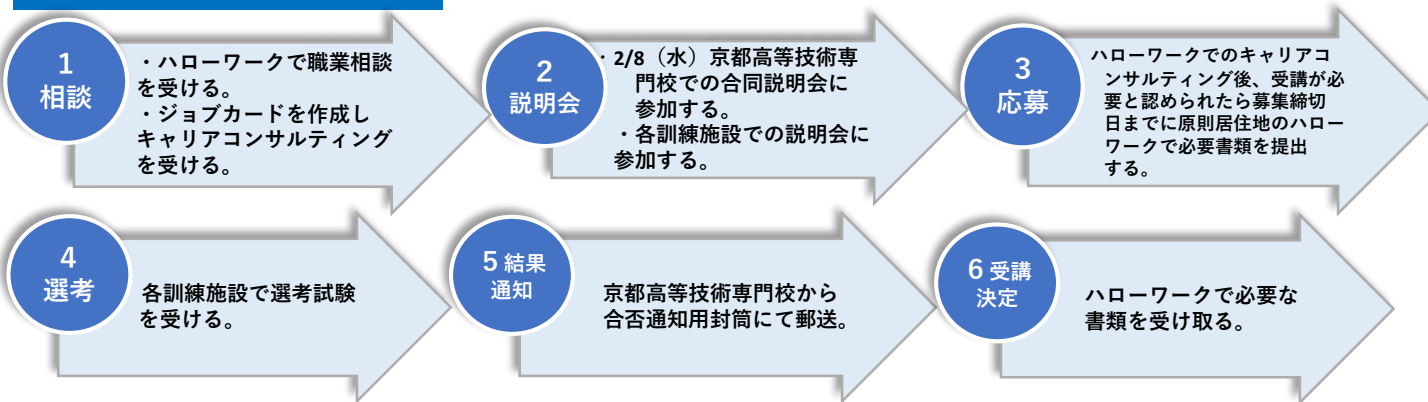 1
相談
・ハローワークで職業相談
を受ける。
・ジョブカードを作成し
キャリアコンサルティング
を受ける。
2
説明会
・2/8（水）京都高等技術専
門校での合同説明会に
参加する。
・各訓練施設での説明会に
参加する。
3
応募
ハローワークでのキャリアコ
ンサルティング後、受講が必
要と認められたら募集締切
日までに原則居住地のハロー
ワークで必要書類を提出
する。
4
選考
各訓練施設で選考試験
を受ける。
5 結果
通知
京都高等技術専門校から
合否通知用封筒にて郵送。
6 受講
決定
ハローワークで必要な
書類を受け取る。